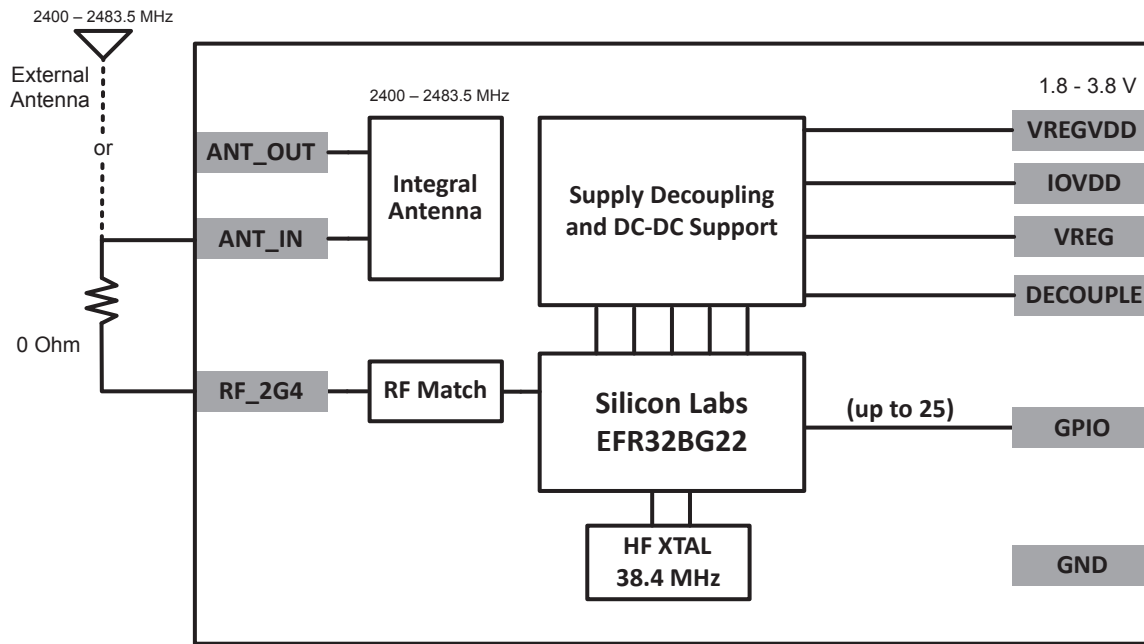 2400 – 2483.5 MHz
External
Antenna
or
0 Ohm
ANT_OUT
ANT_IN
RF_2G4
2400 – 2483.5 MHz
Integral
Antenna
RF Match
Supply Decoupling
and DC-DC Support
Silicon Labs
EFR32BG22
HF XTAL
38.4 MHz
1.8 - 3.8 V
VREGVDD
IOVDD
VREG
DECOUPLE
(up to 25)
GPIO
GND